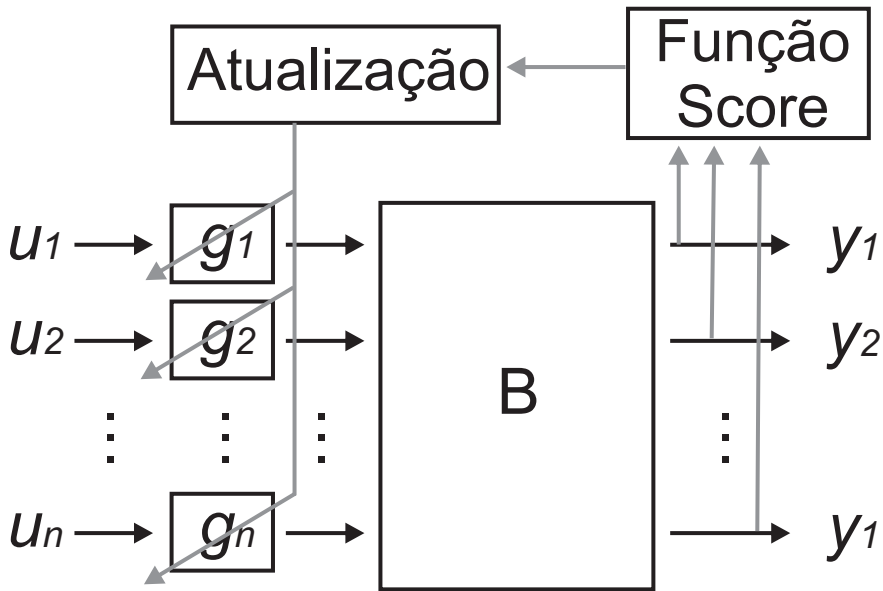 Atualização
Função
Score
u1
g1
y1
u2
g2
y2
B
un
gn
y1